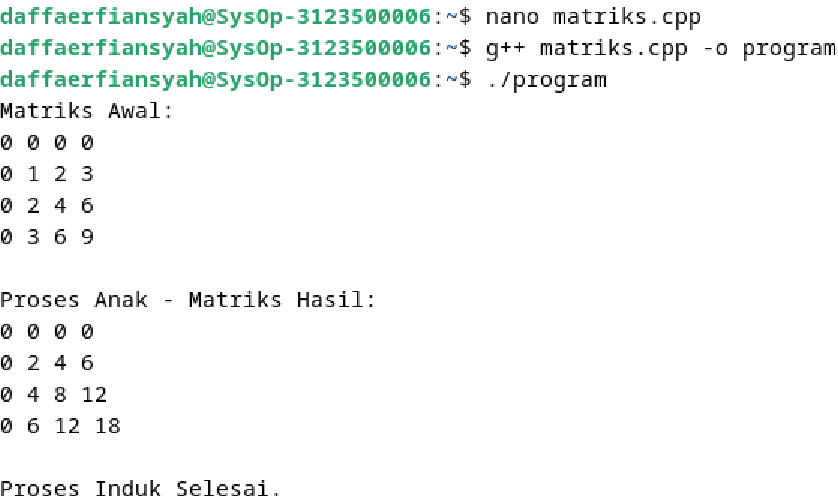 daffaerfiansyah@SysOp-3123500006:~$ nano matriks.cpp
daffaerfiansyah@SysOp-3123500006:~$ g++ matriks.cpp -o program
daffaerfiansyah@SysOp-3123500006:~$ ./program
Matriks Awal:
0 0 0 0
0 1 2 3
0 2 4 6
0 3 6 9
Proses Anak - Matriks Hasil:
0 0 0 0
0 2 4 6
0 4 8 12
0 6 12 18
Proses Induk Selesai.